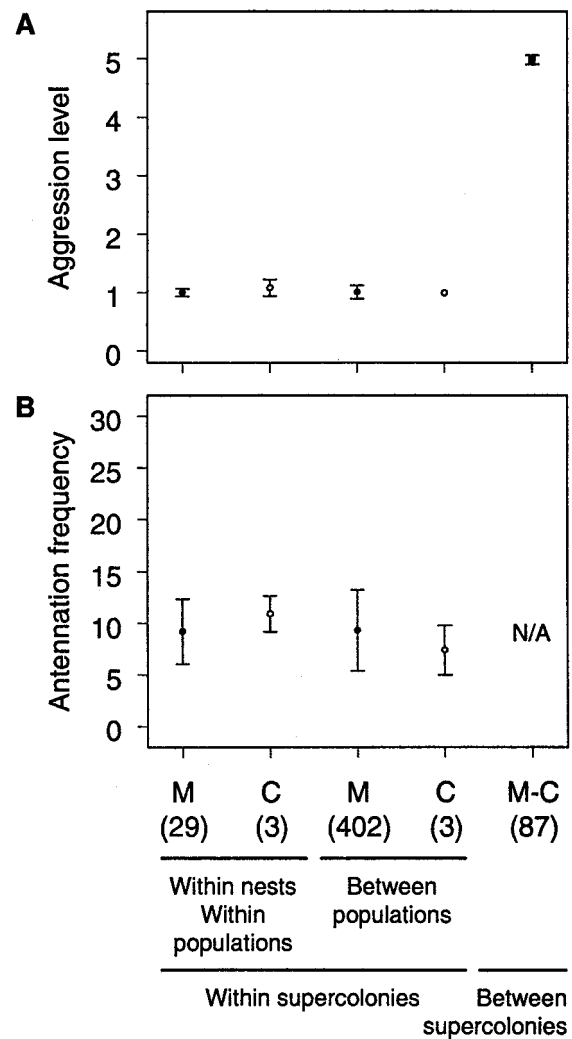 A
Aggression level
5
4
3
2
1
0
B
Antennation frequency
30
25
20
15
10
5
0
N/A
M C M C M-C
(29) (3) (402) (3) (87)
Within nests Between
Within populations
populations
Within supercolonies Between
supercolonies